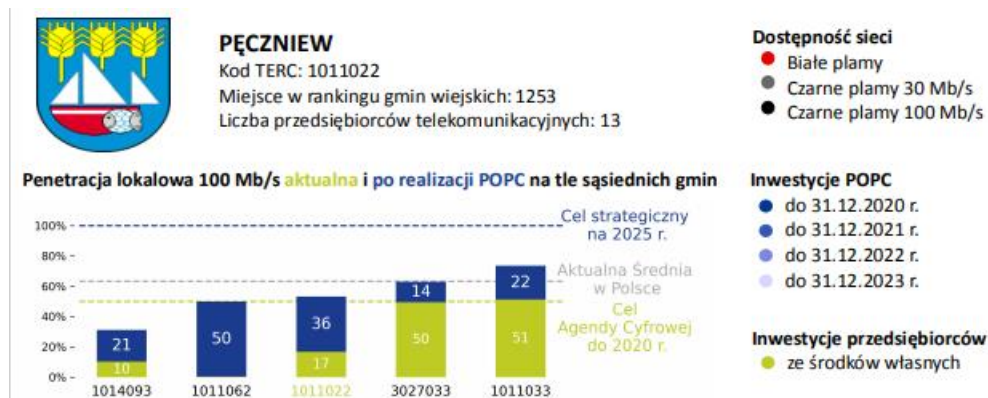 PĘCZNIEW
Kod TERC: 1011022
Miejsce w rankingu gmin wiejskich: 1253
Liczba przedsiębiorców telekomunikacyjnych: 13
Dostępność sieci
Białe plamy
Czarne plamy 30 Mb/s
Czarne plamy 100 Mb/s
Penetracja lokalowa 100 Mb/s aktualna i po realizacji POPC na tle sąsiednich gmin
100%
80%
60%
40%
20%
0%
Cel strategiczny
na 2025 r.
Aktualna Średnia
w Polsce
Cel
Agendy Cyfrowej
do 2020 r.
21
10
50
36
17
14
50
22
51
1014093
1011062
1011022
3027033
1011033
Inwestycje POPC
do 31.12.2020 r.
do 31.12.2021 r.
do 31.12.2022 r.
do 31.12.2023 r.
Inwestycje przedsiębiorców
ze środków własnych